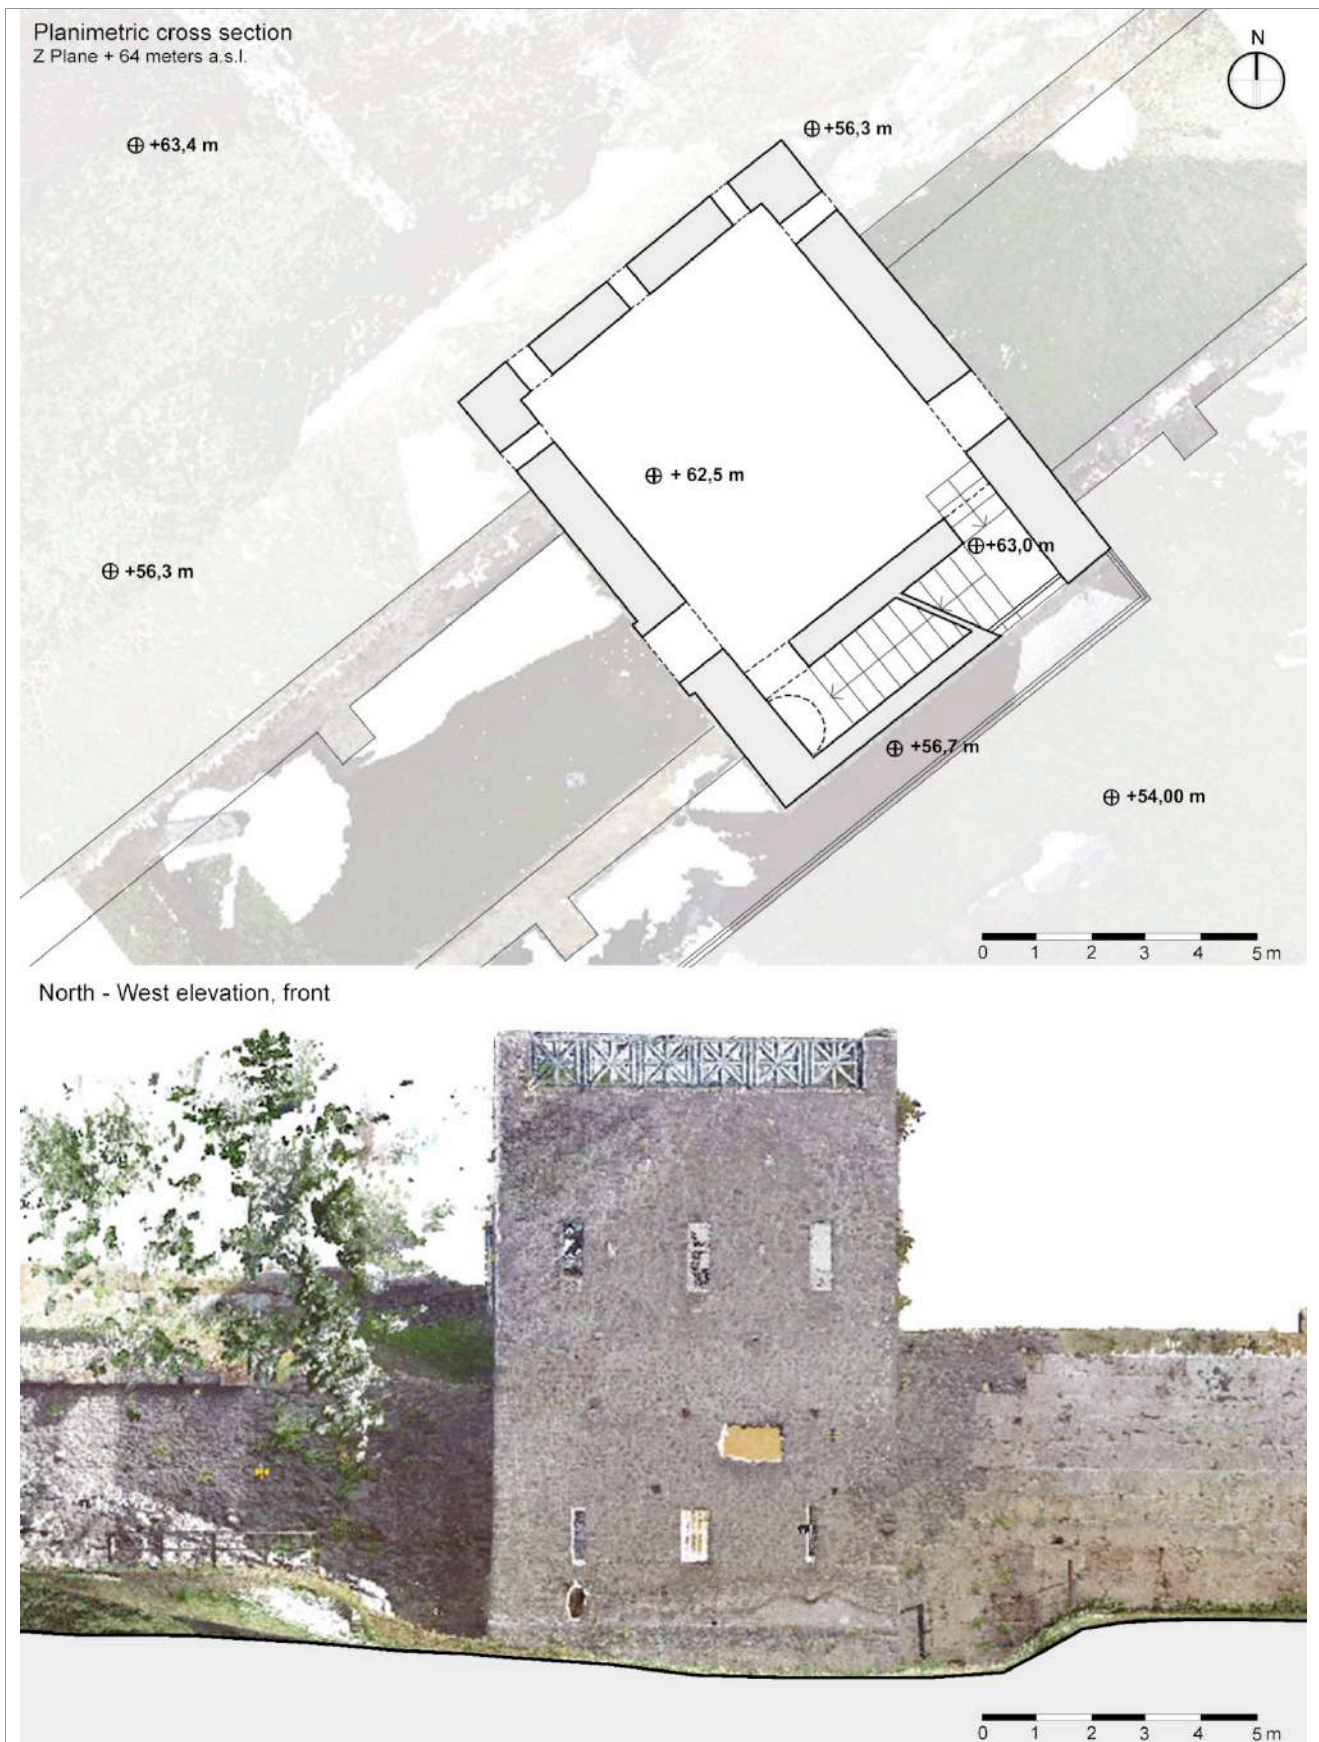 Planimetric cross section
Z Plane + 64 meters a.s.l.
N
+63,4 m
+56,3 m
+ 62,5 m
+63,0 m
+56,3 m
+56,7 m
+54,00 m
0 1 2 3 4 5 m
North - West elevation, front
0 1 2 3 4 5 m